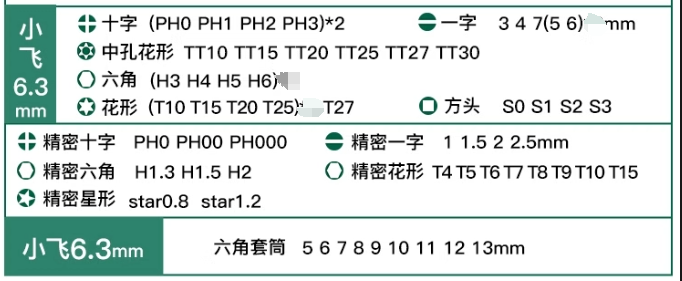 小飞
6.3
mm
十字 (PH0 PH1 PH2 PH3)*2 一字 3 4 7(5 6) mm
中孔花形 TT10 TT15 TT20 TT25 TT27 TT30
六角 (H3 H4 H5 H6)
花形 (T10 T15 T20 T25) T27 方头 S0 S1 S2 S3
精密十字 PH0 PH00 PH000 精密一字 1 1.5 2 2.5mm
精密六角 H1.3 H1.5 H2 精密花形 T4 T5 T6 T7 T8 T9 T10 T15
精密星形 star0.8 star1.2
小飞6.3mm 六角套筒 5 6 7 8 9 10 11 12 13mm